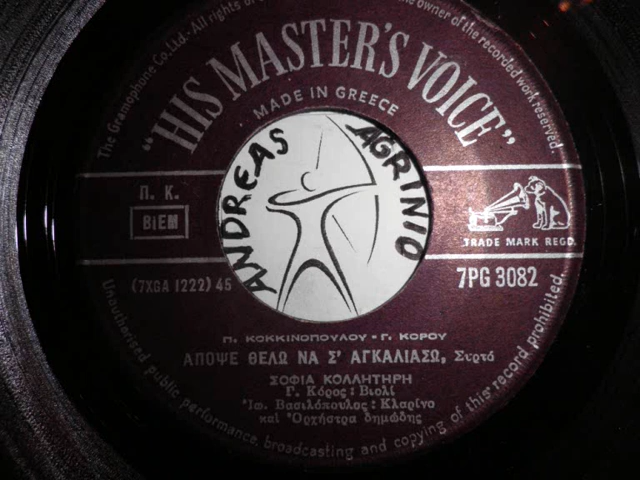 The Gramophone Co. Ltd. - All rights of
the owner of the recorded work reserved.
"HIS MASTER'S VOICE"
MADE IN GREECE
ANDREAS AGRINIO
Π. Κ.
BIEM
TRADE MARK REGD.
(7XGA 1222) 45
7PG 3082
Π. ΚΟΚΚΙΝΟΠΟΥΛΟΥ - Γ. ΚΟΡΟΥ
ΑΠΟΨΕ ΘΕΛΩ ΝΑ Σ' ΑΓΚΑΛΙΑΣΩ, Συρτό
ΣΟΦΙΑ ΚΟΛΛΗΤΗΡΗ
Γ. Κόρος: Βιολί
Ἰω. Βασιλόπουλος: Κλαρίνο
καὶ Ὀρχήστρα δημώδης
Unauthorised public performance, broadcasting and copying of this record prohibited.